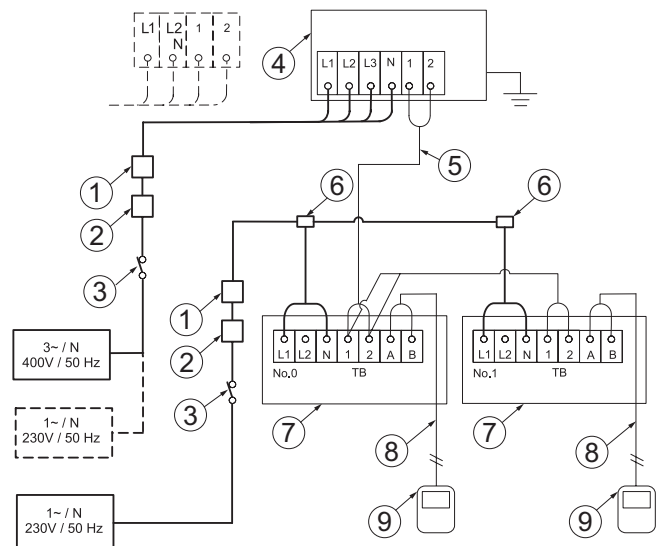 L1 L2 N 1 2
4
L1 L2 L3 N 1 2
5
1
2
3
6
6
1
2
3
3~ / N
400V / 50 Hz
1~ / N
230V / 50 Hz
1~ / N
230V / 50 Hz
L1 L2 N 1 2 A B
No.0 TB
L1 L2 N 1 2 A B
No.1 TB
7
8
7
8
9
9